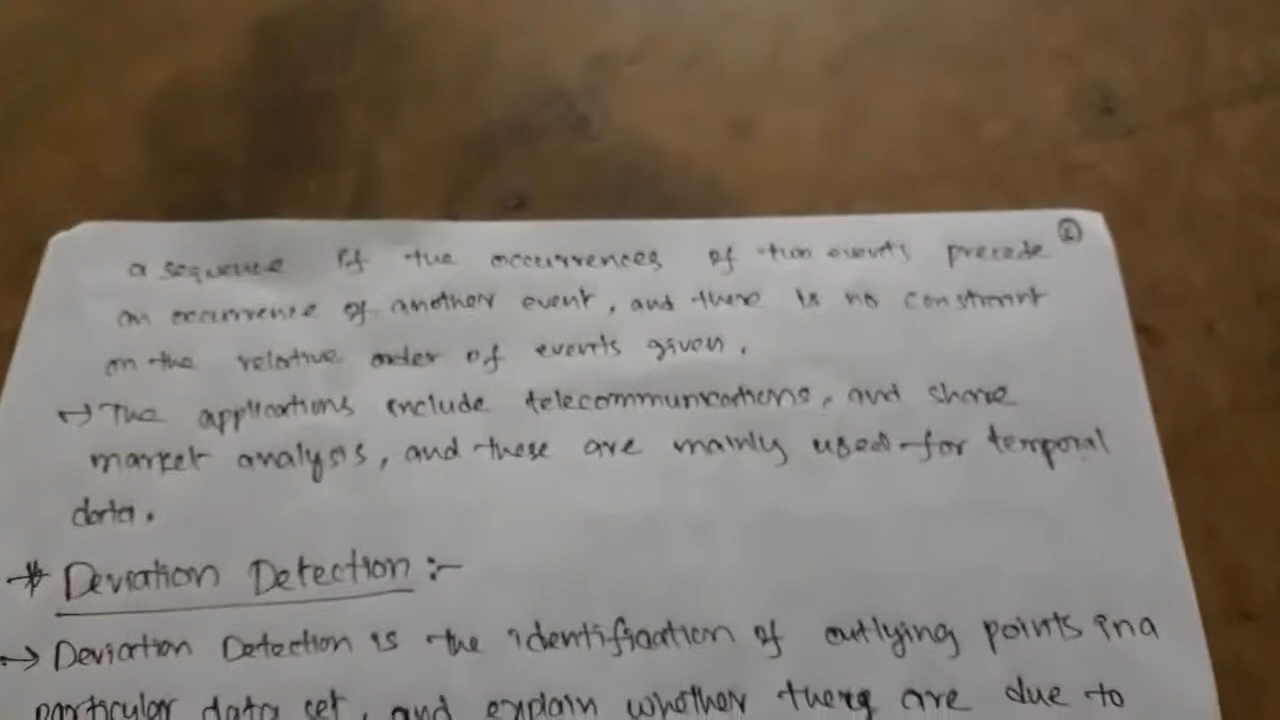 ②
a sequence of the occurrences of two events precede
an occurrence of another event, and there is no constraint
on the relative order of events given.
→ The applications include telecommunications, and share
market analysis, and these are mainly used for temporal
data.
* Deviation Detection :-
→ Deviation Detection is the identification of outlying points in a
particular data set, and explain whether there are due to